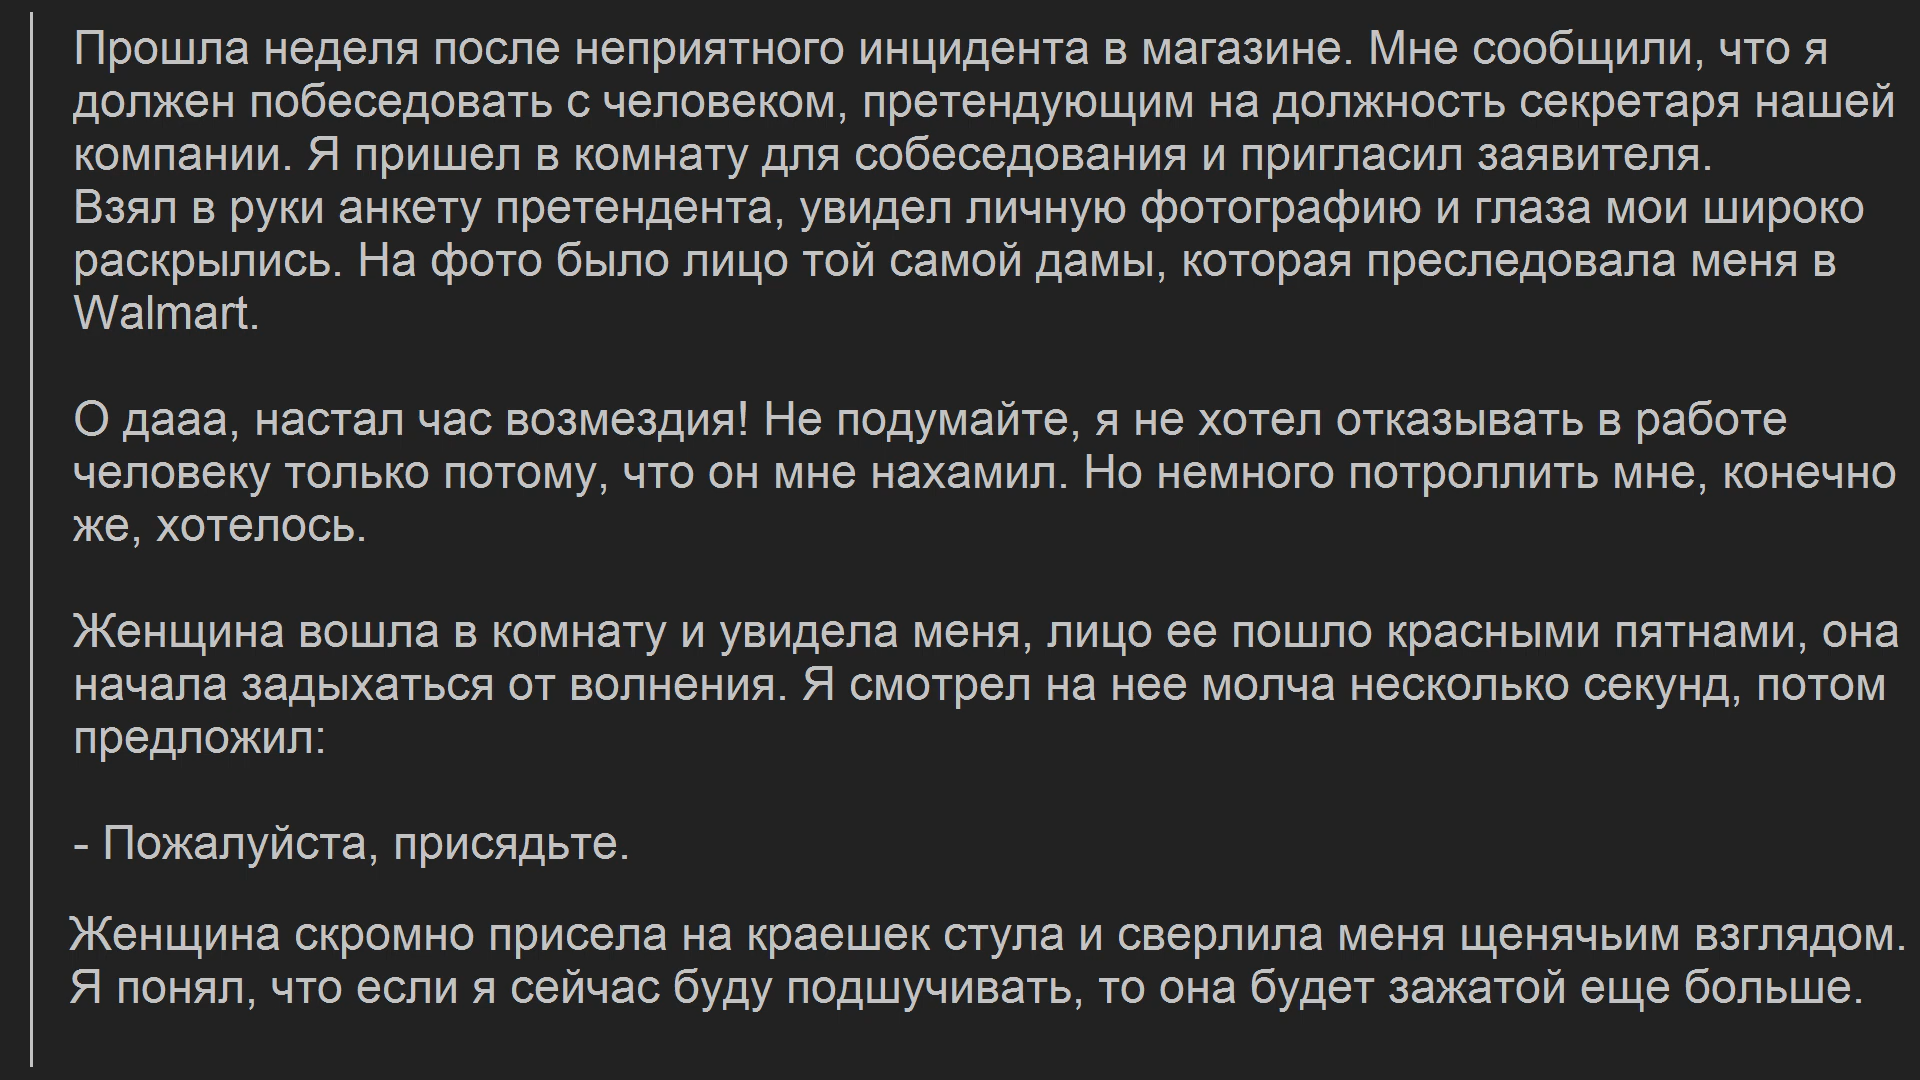 Прошла неделя после неприятного инцидента в магазине. Мне сообщили, что я
должен побеседовать с человеком, претендующим на должность секретаря нашей
компании. Я пришел в комнату для собеседования и пригласил заявителя.
Взял в руки анкету претендента, увидел личную фотографию и глаза мои широко
раскрылись. На фото было лицо той самой дамы, которая преследовала меня в
Walmart.
О дааа, настал час возмездия! Не подумайте, я не хотел отказывать в работе
человеку только потому, что он мне нахамил. Но немного потроллить мне, конечно
же, хотелось.
Женщина вошла в комнату и увидела меня, лицо ее пошло красными пятнами, она
начала задыхаться от волнения. Я смотрел на нее молча несколько секунд, потом
предложил:
- Пожалуйста, присядьте.
Женщина скромно присела на краешек стула и сверлила меня щенячьим взглядом.
Я понял, что если я сейчас буду подшучивать, то она будет зажатой еще больше.